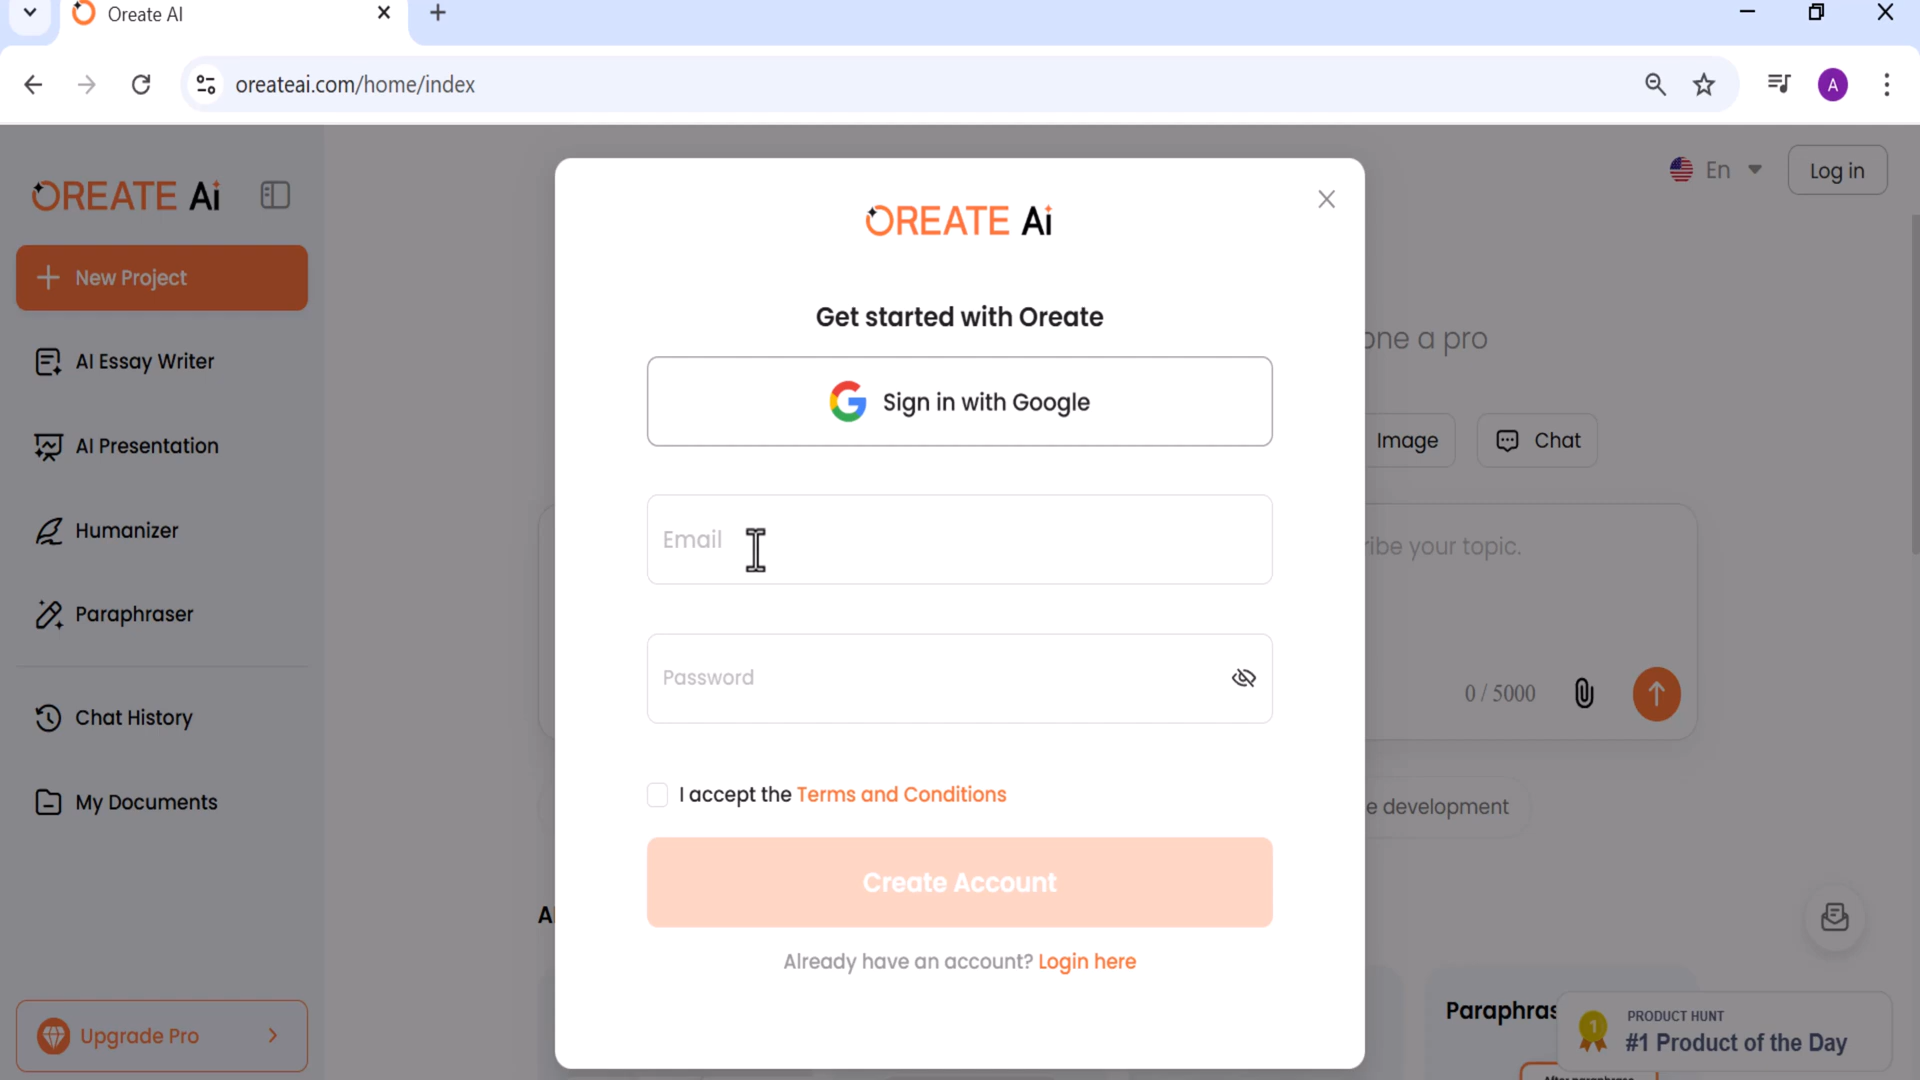 Oreate AI
oreateai.com/home/index
A
OREATE Ai
New Project
AI Essay Writer
AI Presentation
Humanizer
Paraphraser
Chat History
My Documents
Upgrade Pro
En
Log in
OREATE Ai
Get started with Oreate
Sign in with Google
Email
Password
I accept the Terms and Conditions
Create Account
Already have an account? Login here
one a pro
Image
Chat
ribe your topic.
0 / 5000
e development
A
Paraphras
1
PRODUCT HUNT
#1 Product of the Day